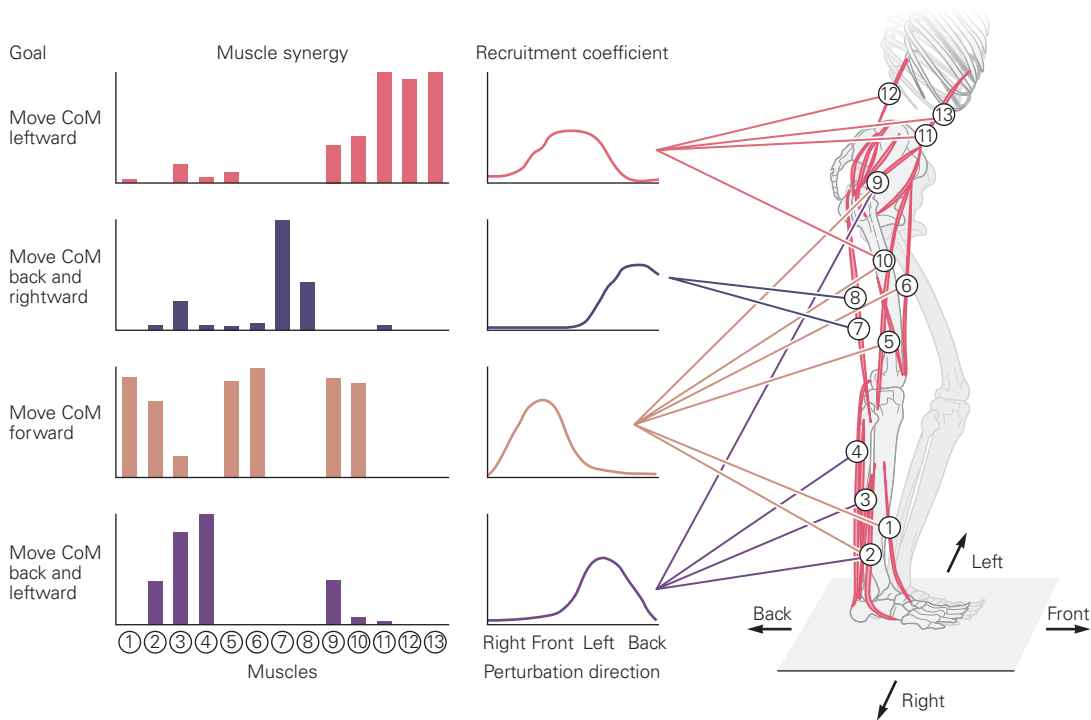 Goal
Muscle synergy
Recruitment coefficient
Move CoM
leftward
Move CoM
back and
rightward
Move CoM
forward
Move CoM
back and
leftward
① ② ③ ④ ⑤ ⑥ ⑦ ⑧ ⑨ ⑩ ⑪ ⑫ ⑬
Muscles
Right Front Left Back
Perturbation direction
⑫
⑬
⑪
⑨
⑩
⑥
⑧
⑦
⑤
④
③
①
②
Left
Back
Front
Right